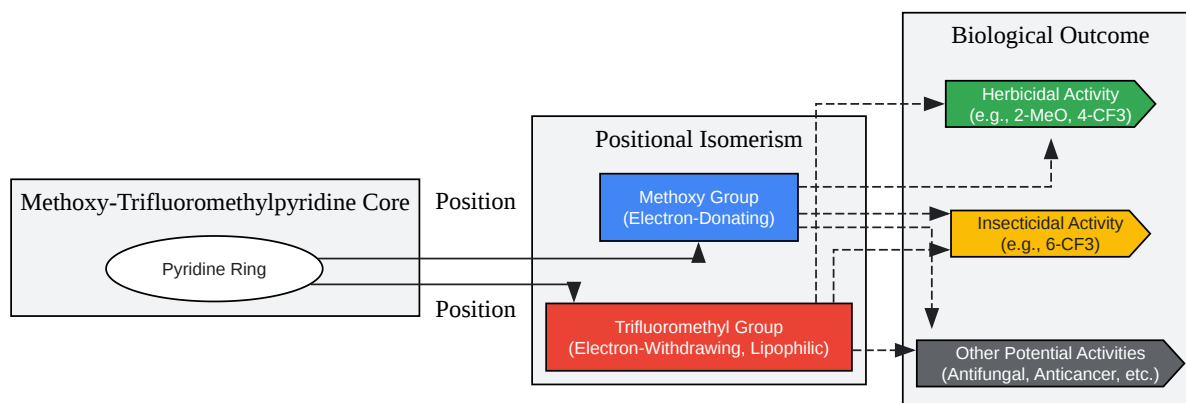 Methoxy-Trifluoromethylpyridine Core
Pyridine Ring
Position
Position
Positional Isomerism
Methoxy Group
(Electron-Donating)
Trifluoromethyl Group
(Electron-Withdrawing, Lipophilic)
Biological Outcome
Herbicidal Activity
(e.g., 2-MeO, 4-CF3)
Insecticidal Activity
(e.g., 6-CF3)
Other Potential Activities
(Antifungal, Anticancer, etc.)